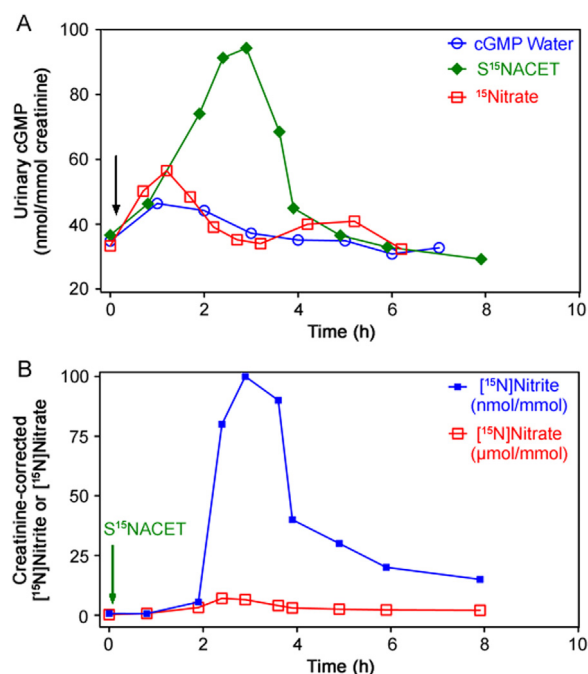 A
cGMP Water
S¹⁵NACET
¹⁵Nitrate
Urinary cGMP
(nmol/mmol creatinine)
100
80
60
40
20
0
2
4
6
8
10
Time (h)
B
[¹⁵N]Nitrite
(nmol/mmol)
[¹⁵N]Nitrate
(µmol/mmol)
S¹⁵NACET
Creatinine-corrected
[¹⁵N]Nitrite or [¹⁵N]Nitrate
100
75
50
25
0
0
2
4
6
8
10
Time (h)